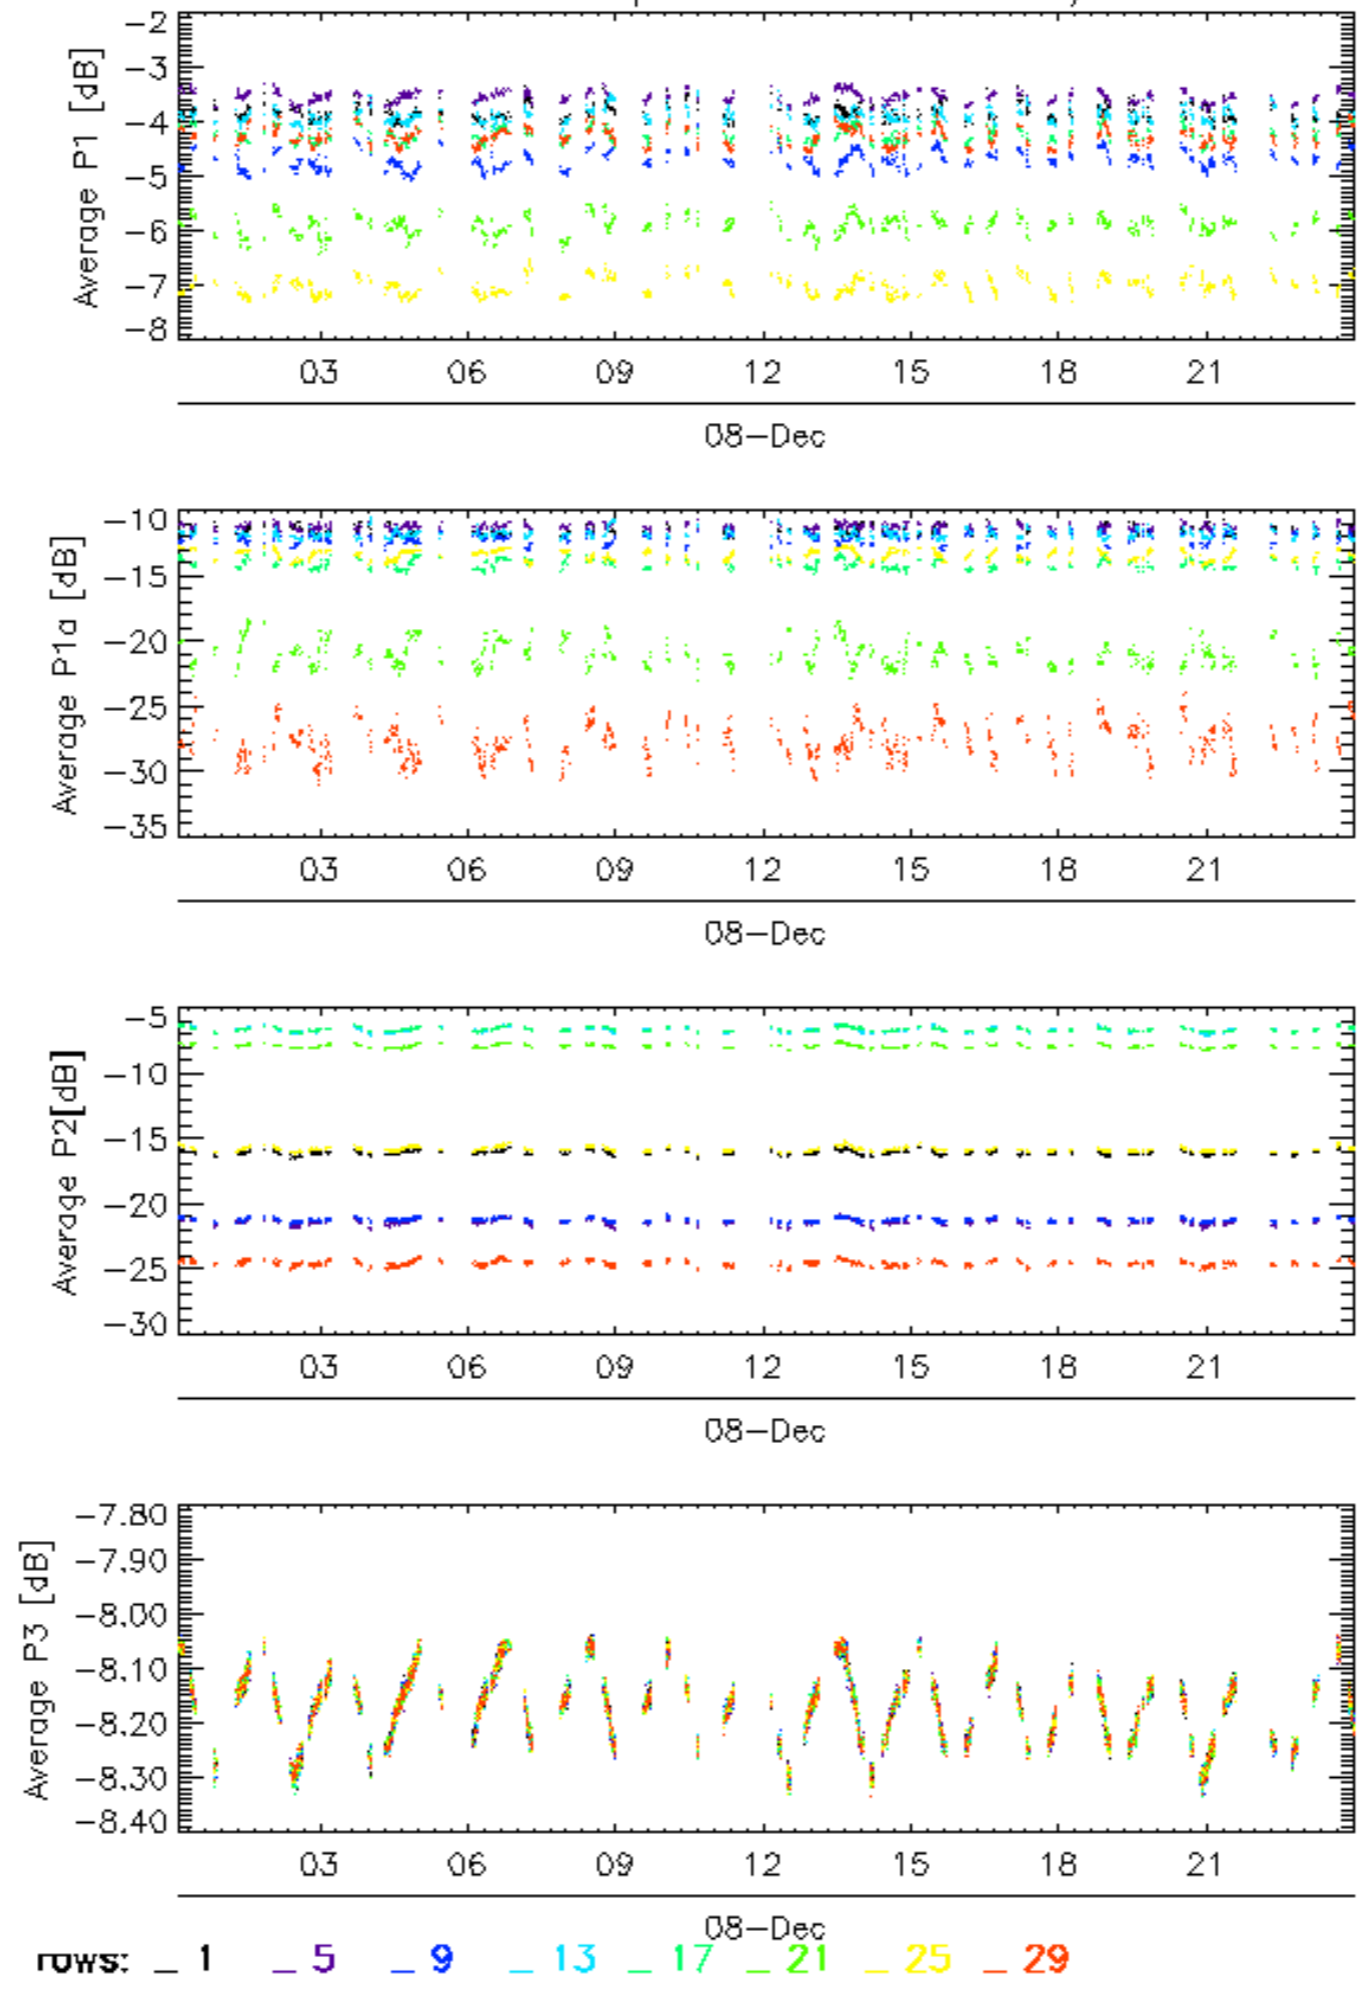 Average P1 [dB]
-2
-3
-4
-5
-6
-7
-8
03 06 09 12 15 18 21
08-Dec
Average P1a [dB]
-10
-15
-20
-25
-30
-35
03 06 09 12 15 18 21
08-Dec
Average P2[dB]
-5
-10
-15
-20
-25
-30
03 06 09 12 15 18 21
08-Dec
Average P3 [dB]
-7.80
-7.90
-8.00
-8.10
-8.20
-8.30
-8.40
03 06 09 12 15 18 21
08-Dec
rows: _ 1 _ 5 _ 9 _ 13 _ 17 _ 21 _ 25 _ 29